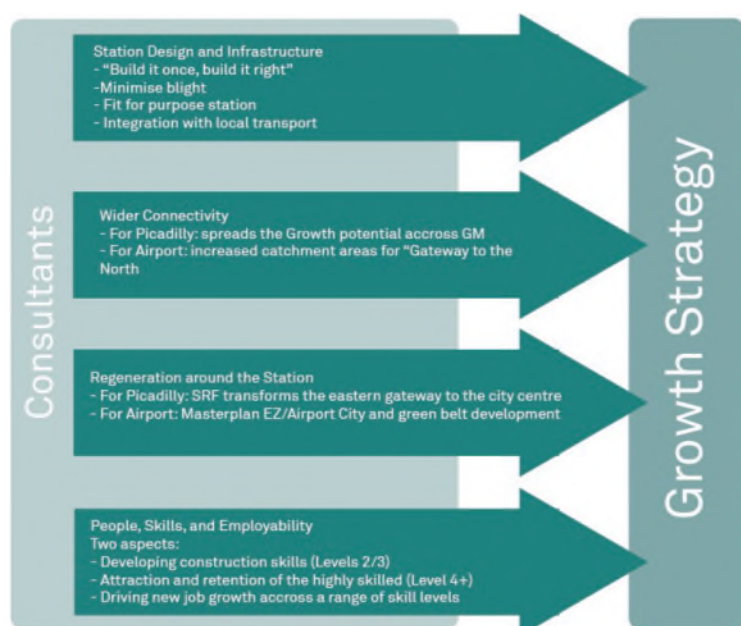 Consultants
Station Design and Infrastructure
- “Build it once, build it right”
-Minimise blight
- Fit for purpose station
- Integration with local transport
Wider Connectivity
- For Picadilly: spreads the Growth potential accross GM
- For Airport: increased catchment areas for “Gateway to the
North
Regeneration around the Station
- For Picadilly: SRF transforms the eastern gateway to the city centre
- For Airport: Masterplan EZ/Airport City and green belt development
People, Skills, and Employability
Two aspects:
- Developing construction skills (Levels 2/3)
- Attraction and retention of the highly skilled (Level 4+)
- Driving new job growth accross a range of skill levels
Growth Strategy